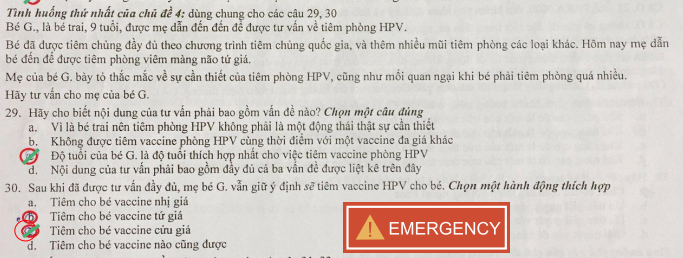 Tình huống thứ nhất của chủ đề 4: dùng chung cho các câu 29, 30
Bé G., là bé trai, 9 tuổi, được mẹ dẫn đến đến để được tư vấn về tiêm phòng HPV.
Bé đã được tiêm chủng đầy đủ theo chương trình tiêm chủng quốc gia, và thêm nhiều mũi tiêm phòng các loại khác. Hôm nay mẹ dẫn
bé đến để được tiêm phòng viêm màng não tử giá.
Mẹ của bé G. bày tỏ thắc mắc về sự cần thiết của tiêm phòng HPV, cũng như mối quan ngại khi bé phải tiêm phòng quá nhiều.
Hãy tư vấn cho mẹ của bé G.
29. Hãy cho biết nội dung của tư vấn phải bao gồm vấn đề nào? Chọn một câu đúng
a. Vì là bé trai nên tiêm phòng HPV không phải là một động thái thật sự cần thiết
b. Không được tiêm vaccine phòng HPV cùng thời điểm với một vaccine đa giá khác
c. Độ tuổi của bé G. là độ tuổi thích hợp nhất cho việc tiêm vaccine phòng HPV
d. Nội dung của tư vấn phải bao gồm đầy đủ cả ba vấn đề được liệt kê trên đây
30. Sau khi đã được tư vấn đầy đủ, mẹ bé G. vẫn giữ ý định sẽ tiêm vaccine HPV cho bé. Chọn một hành động thích hợp
a. Tiêm cho bé vaccine nhị giá
b. Tiêm cho bé vaccine tứ giá
c. Tiêm cho bé vaccine cửu giá
d. Tiêm cho bé vaccine nào cũng được
EMERGENCY